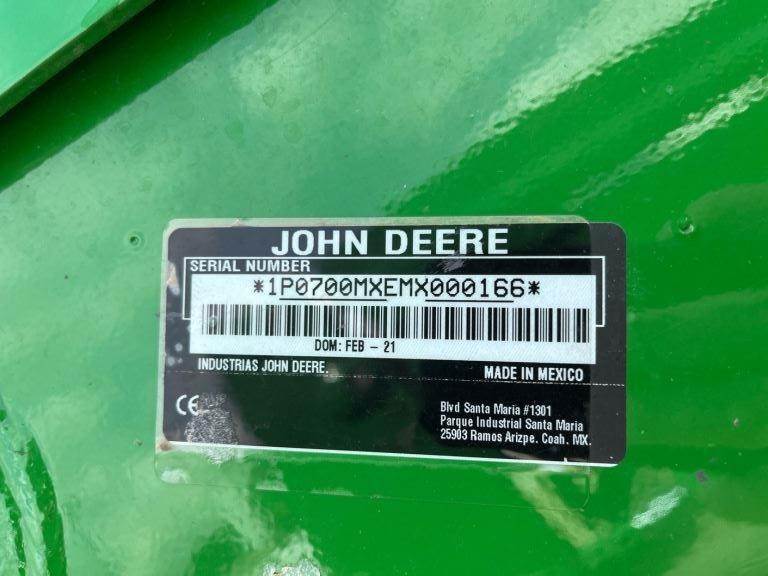 JOHN DEERE
SERIAL NUMBER
*1P0700MXEMX000166*
DOM: FEB - 21
INDUSTRIAS JOHN DEERE.
MADE IN MEXICO
CE
Blvd Santa Maria #1301
Parque Industrial Santa Maria
25903 Ramos Arizpe. Coah. MX.